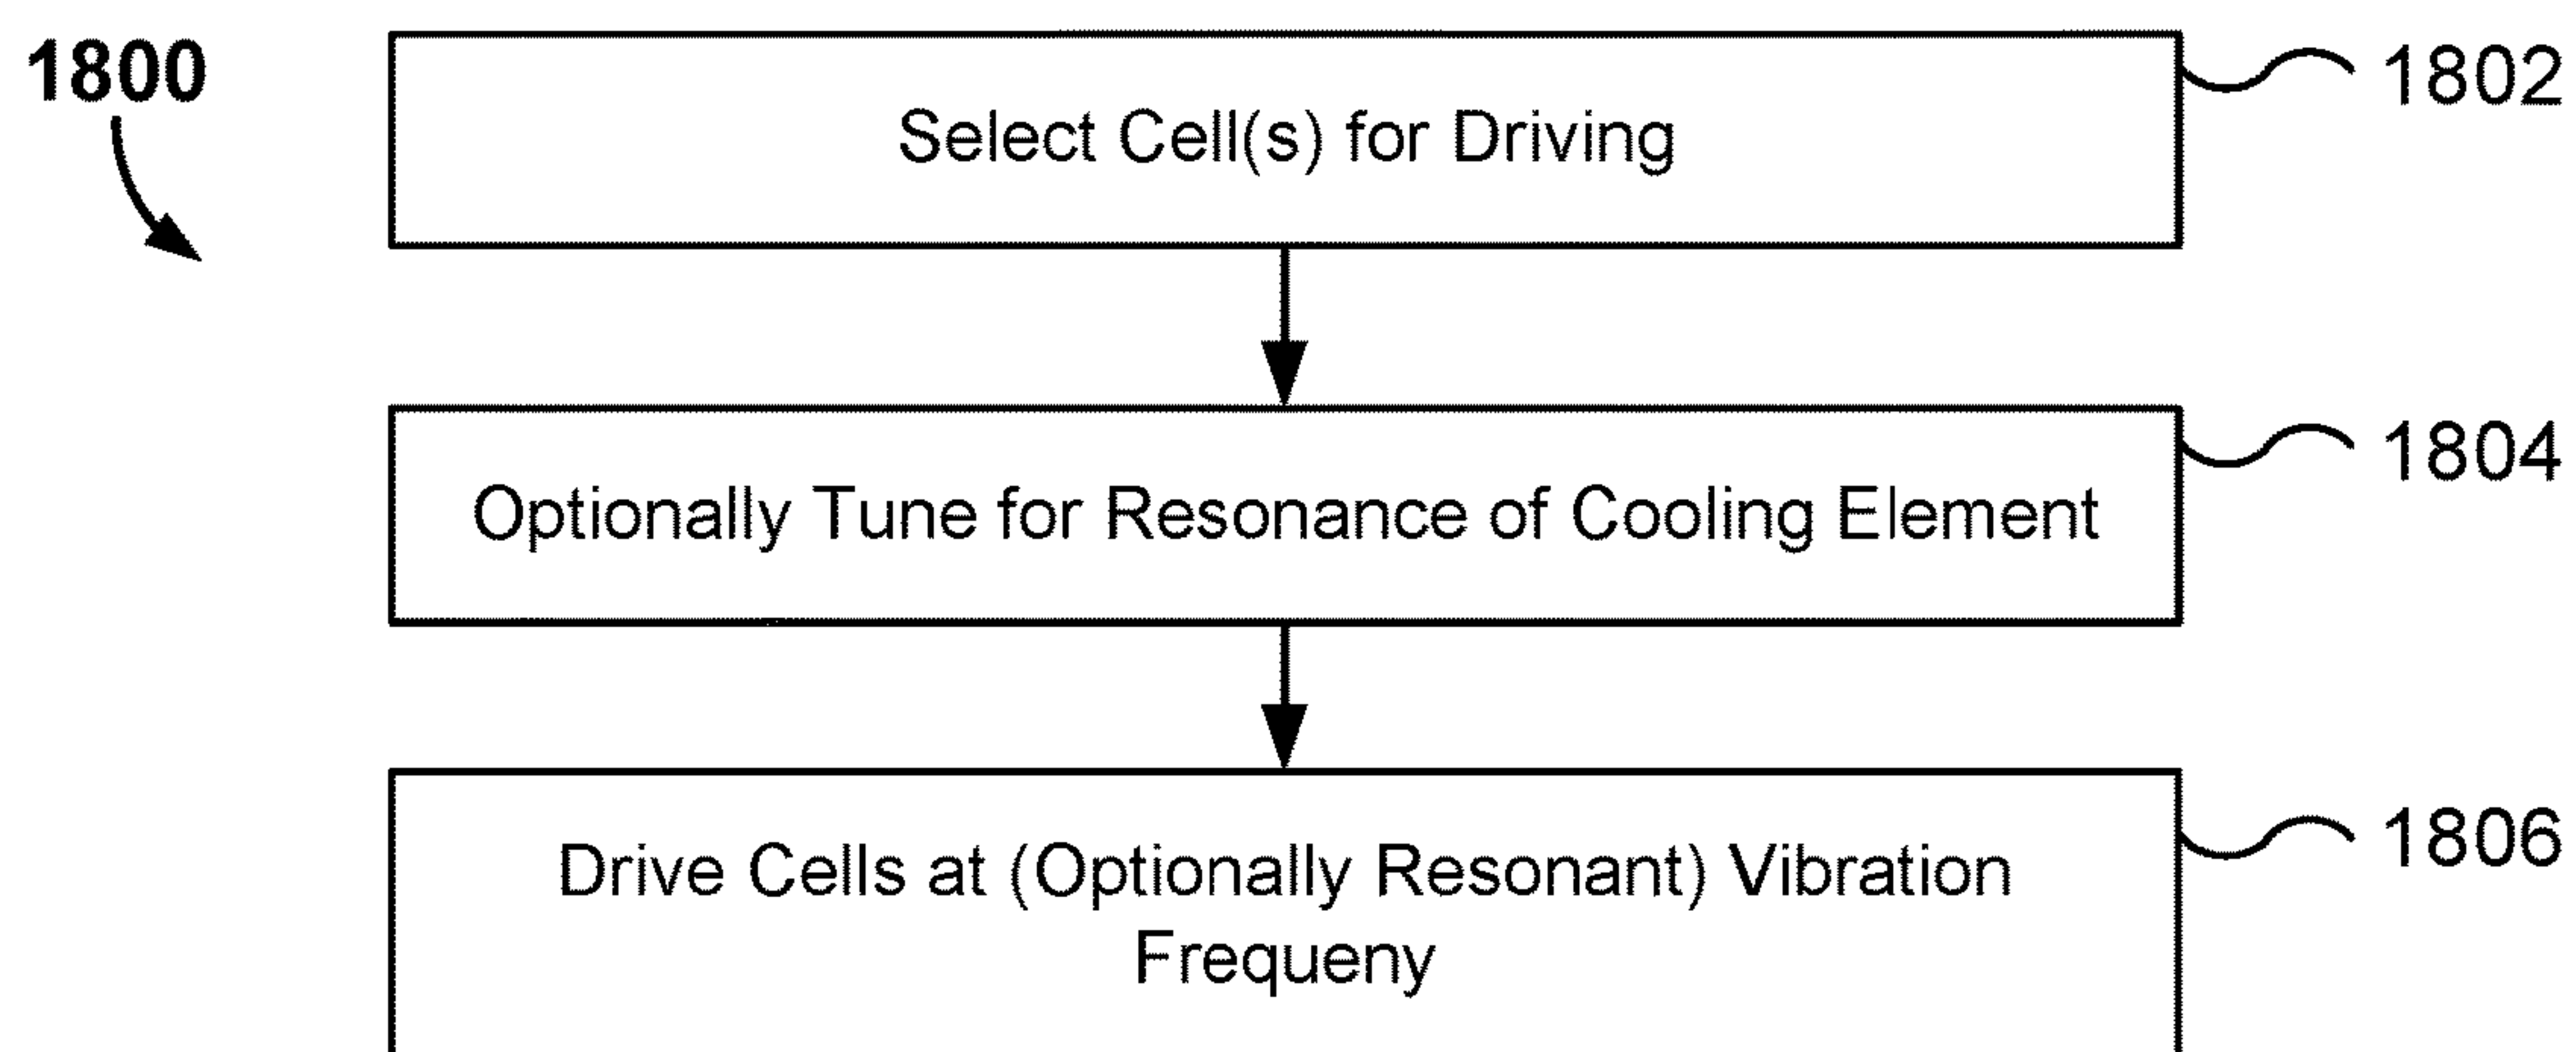 1800
Select Cell(s) for Driving
1802
Optionally Tune for Resonance of Cooling Element
1804
Drive Cells at (Optionally Resonant) Vibration
Frequeny
1806